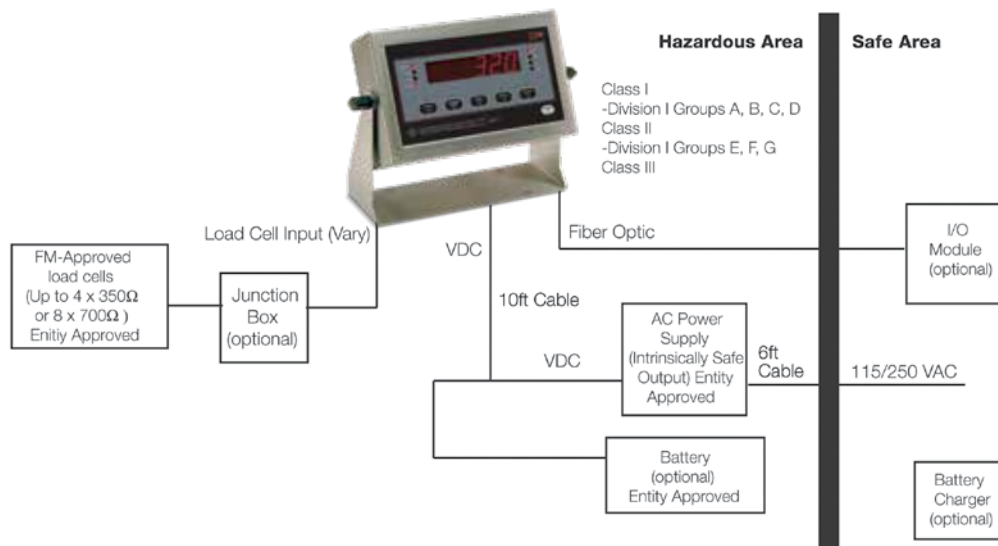 Hazardous Area
Safe Area
320
Class I
-Division I Groups A, B, C, D
Class II
-Division I Groups E, F, G
Class III
Load Cell Input (Vary)
VDC
Fiber Optic
I/O
Module
(optional)
FM-Approved
load cells
(Up to 4 x 350Ω
or 8 x 700Ω )
Enitiy Approved
Junction
Box
(optional)
10ft Cable
VDC
AC Power
Supply
(Intrinsically Safe
Output) Entity
Approved
6ft
Cable
115/250 VAC
Battery
(optional)
Entity Approved
Battery
Charger
(optional)